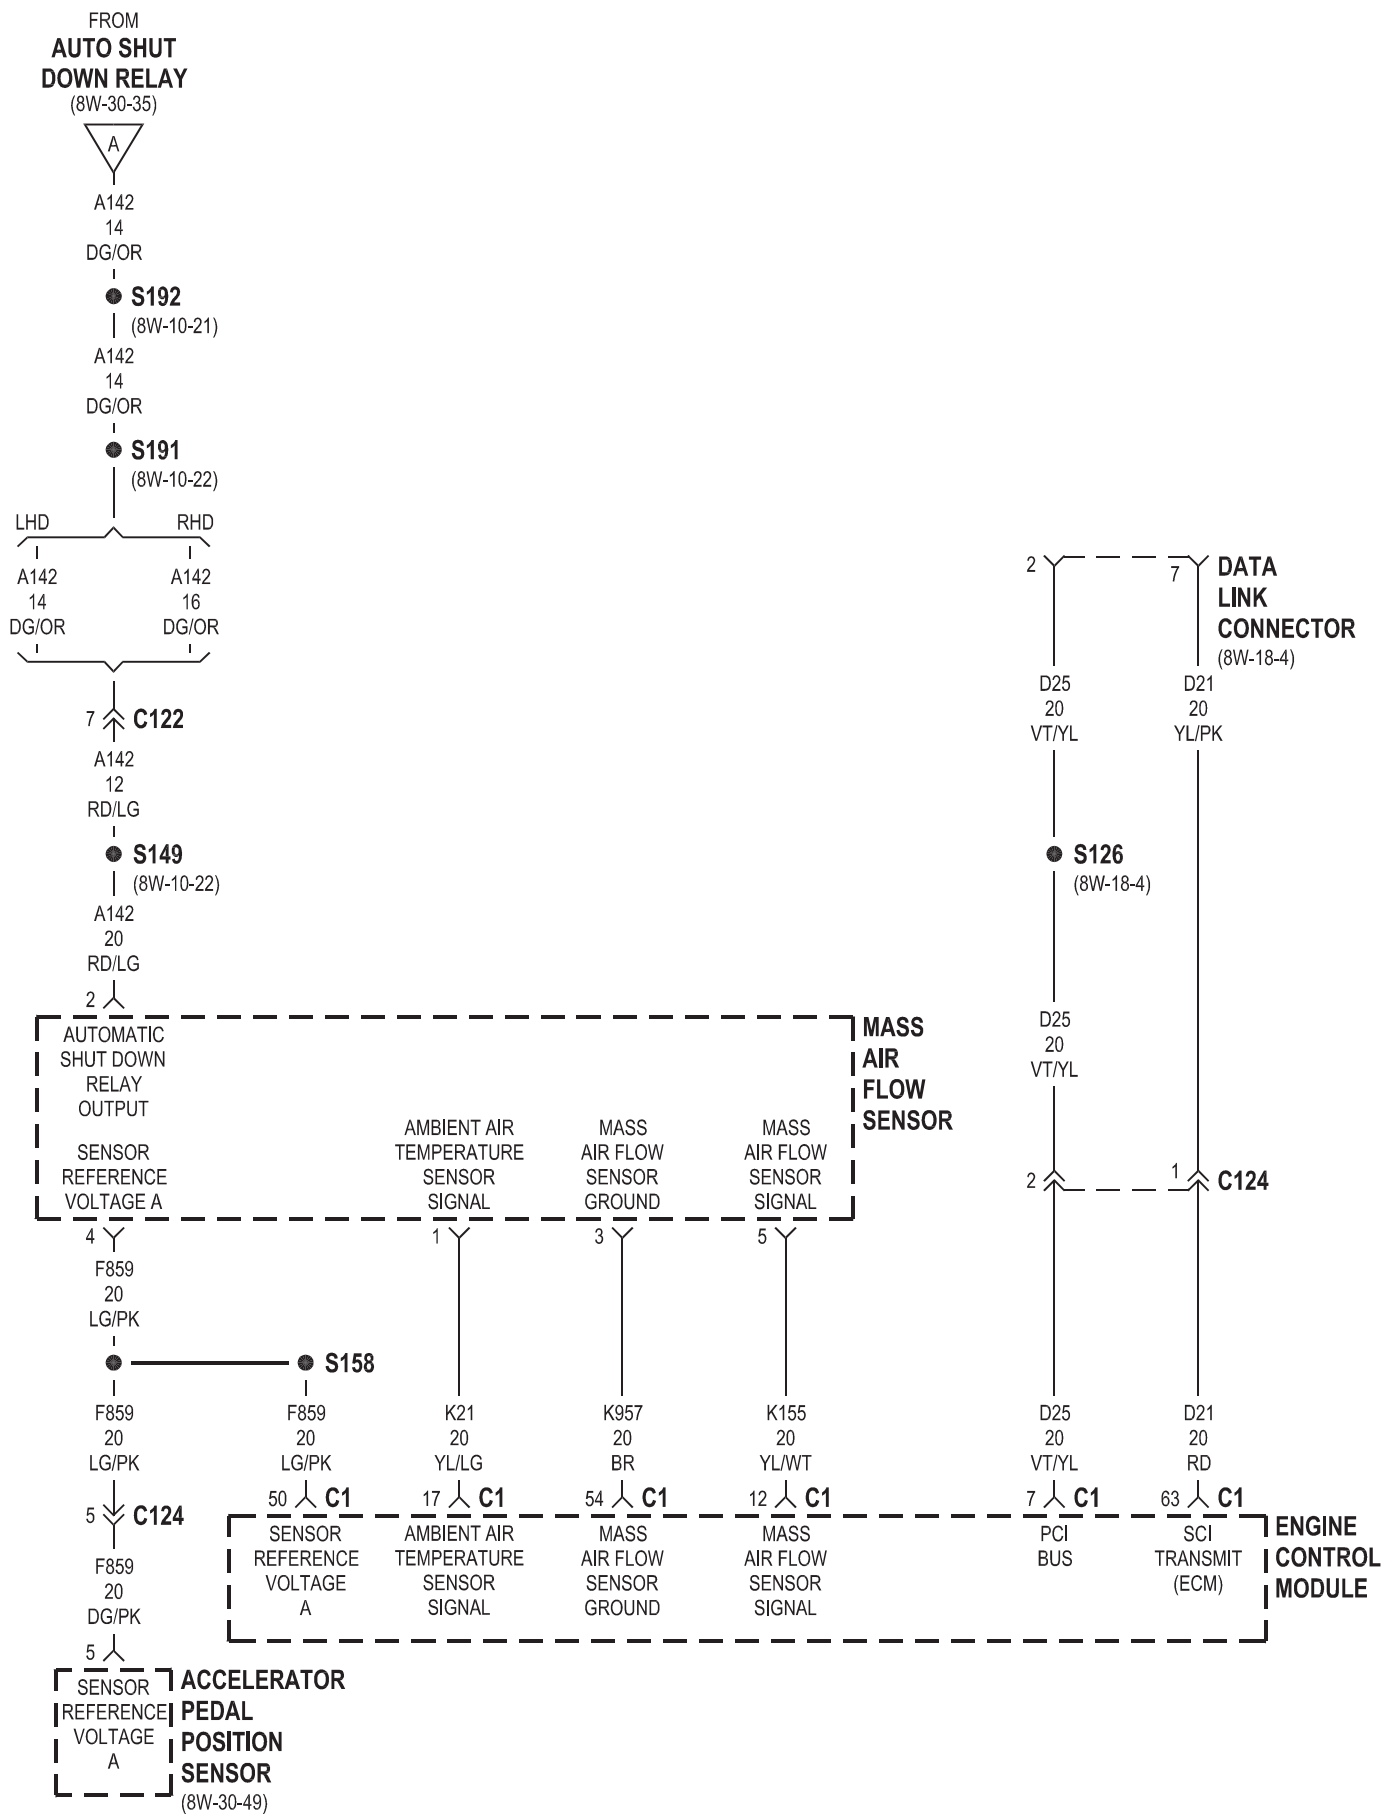 FROM
AUTO SHUT
DOWN RELAY
(8W-30-35)
A
A142
14
DG/OR
S192
(8W-10-21)
A142
14
DG/OR
S191
(8W-10-22)
LHD
RHD
A142
14
DG/OR
A142
16
DG/OR
7
C122
A142
12
RD/LG
S149
(8W-10-22)
A142
20
RD/LG
2
2
7
DATA
LINK
CONNECTOR
(8W-18-4)
D25
20
VT/YL
D21
20
YL/PK
S126
(8W-18-4)
D25
20
VT/YL
2
1
C124
AUTOMATIC
SHUT DOWN
RELAY
OUTPUT
SENSOR
REFERENCE
VOLTAGE A
AMBIENT AIR
TEMPERATURE
SENSOR
SIGNAL
MASS
AIR FLOW
SENSOR
GROUND
MASS
AIR FLOW
SENSOR
SIGNAL
MASS
AIR
FLOW
SENSOR
4
1
3
5
F859
20
LG/PK
S158
F859
20
LG/PK
F859
20
LG/PK
K21
20
YL/LG
K957
20
BR
K155
20
YL/WT
D25
20
VT/YL
D21
20
RD
50
C1
17
C1
54
C1
12
C1
7
C1
63
C1
5
C124
SENSOR
REFERENCE
VOLTAGE
A
AMBIENT AIR
TEMPERATURE
SENSOR
SIGNAL
MASS
AIR FLOW
SENSOR
GROUND
MASS
AIR FLOW
SENSOR
SIGNAL
PCI
BUS
SCI
TRANSMIT
(ECM)
ENGINE
CONTROL
MODULE
F859
20
DG/PK
5
SENSOR
REFERENCE
VOLTAGE
A
ACCELERATOR
PEDAL
POSITION
SENSOR
(8W-30-49)